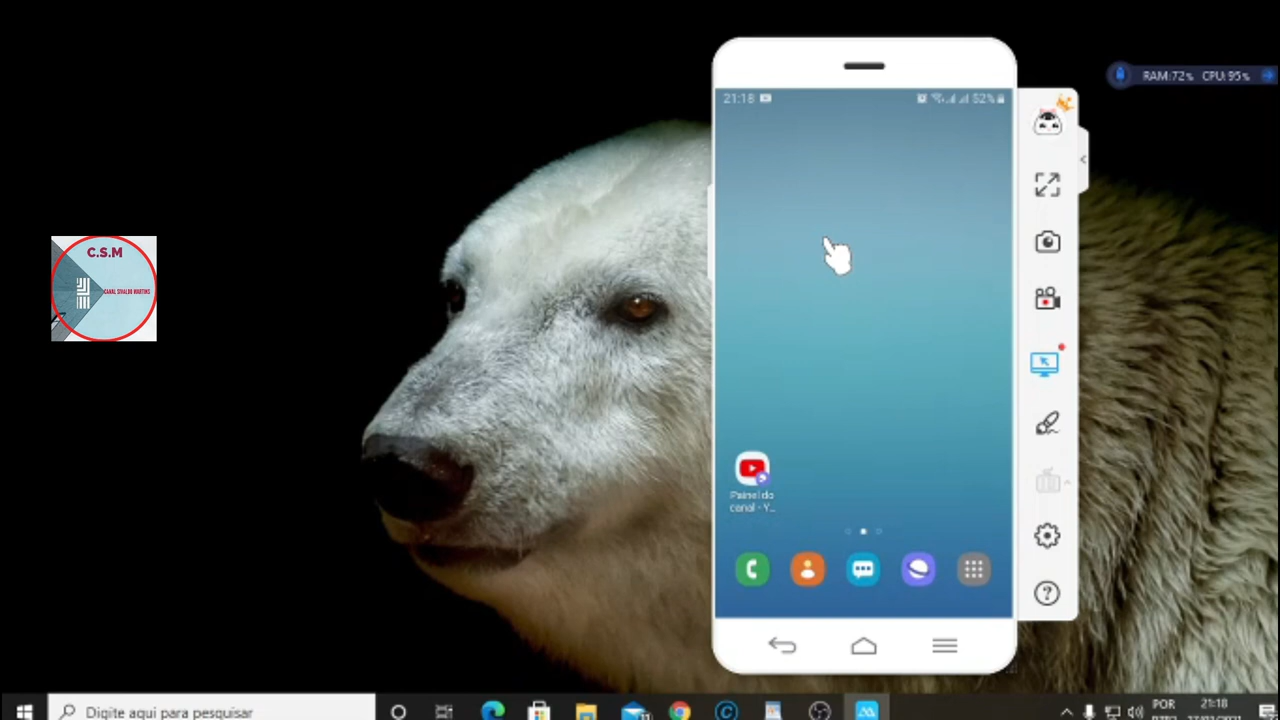 21:18
52%
RAM:72% CPU:95%
C.S.M
CANAL SIVALDO MARTINS
Painel do
canal - Y...
Digite aqui para pesquisar
POR
21:18